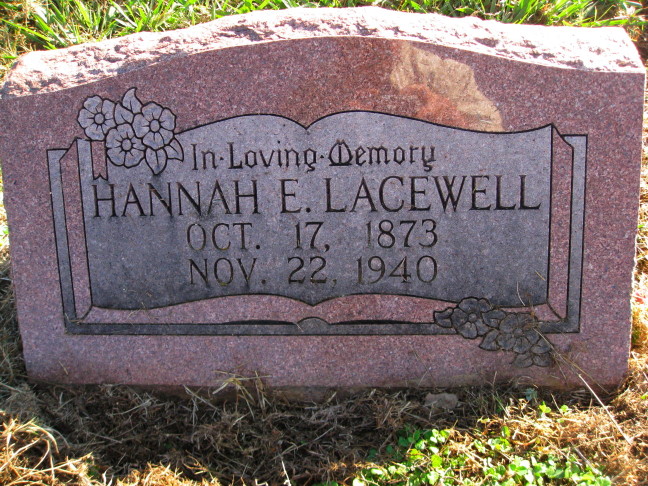 In · Loving · Memory
HANNAH E. LACEWELL
OCT. 17, 1873
NOV. 22, 1940